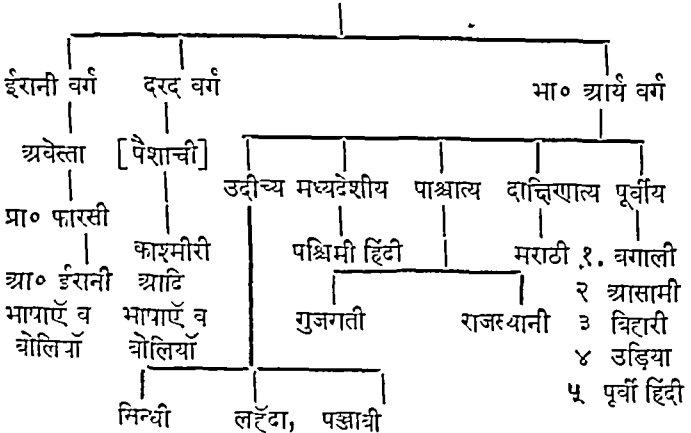 ईरानी वर्ग दरद वर्ग भा० आर्य वर्ग
अवेस्ता [पैशाची]
उदीच्य मध्यदेशीय पाश्चात्य दाक्षिणात्य पूर्वीय
प्रा० फारसी
काश्मीरी पश्चिमी हिंदी मराठी १. बगाली
आ० ईरानी आदि २ आसामी
भाषाएँ व भाषाएँ व गुजराती राजस्थानी ३ बिहारी
बोलियाँ बोलियाँ ४ उड़िया
५ पूर्वी हिंदी
सिन्धी लहँदा, पञ्जाबी